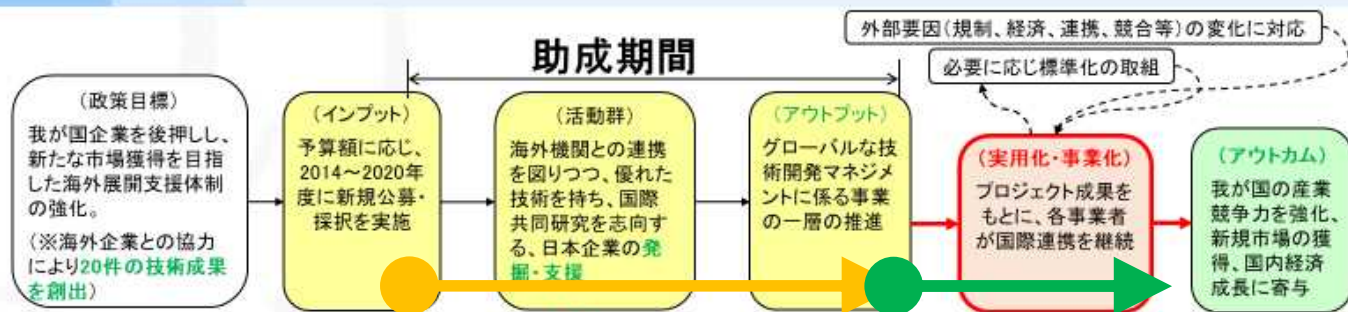 外部要因(規制、経済、連携、競合等)の変化に対応
助成期間
必要に応じ標準化の取組
(政策目標)
我が国企業を後押しし、
新たな市場獲得を目指
した海外展開支援体制
の強化。
(※海外企業との協力
により20件の技術成果
を創出)
(インプット)
予算額に応じ、
2014～2020年
度に新規公募・
採択を実施
(活動群)
海外機関との連携
を図りつつ、優れた
技術を持ち、国際
共同研究を志向す
る、日本企業の発
掘・支援
(アウトプット)
グローバルな技
術開発マネジメ
ントに係る事業
の一層の推進
(実用化・事業化)
プロジェクト成果を
もとに、各事業者
が国際連携を継続
(アウトカム)
我が国の産業
競争力を強化、
新規市場の獲
得、国内経済
成長に寄与